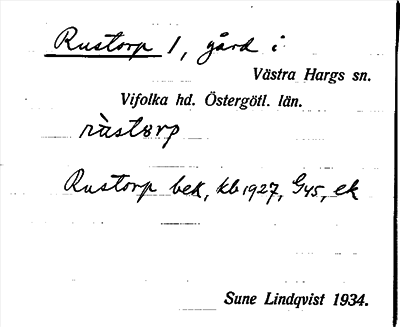 Rustorp 1, gård i
Västra Hargs sn.
Vifolka hd. Östergötl. län.
Rustorp bek, kb 1927, G45, ek
Sune Lindqvist 1934.